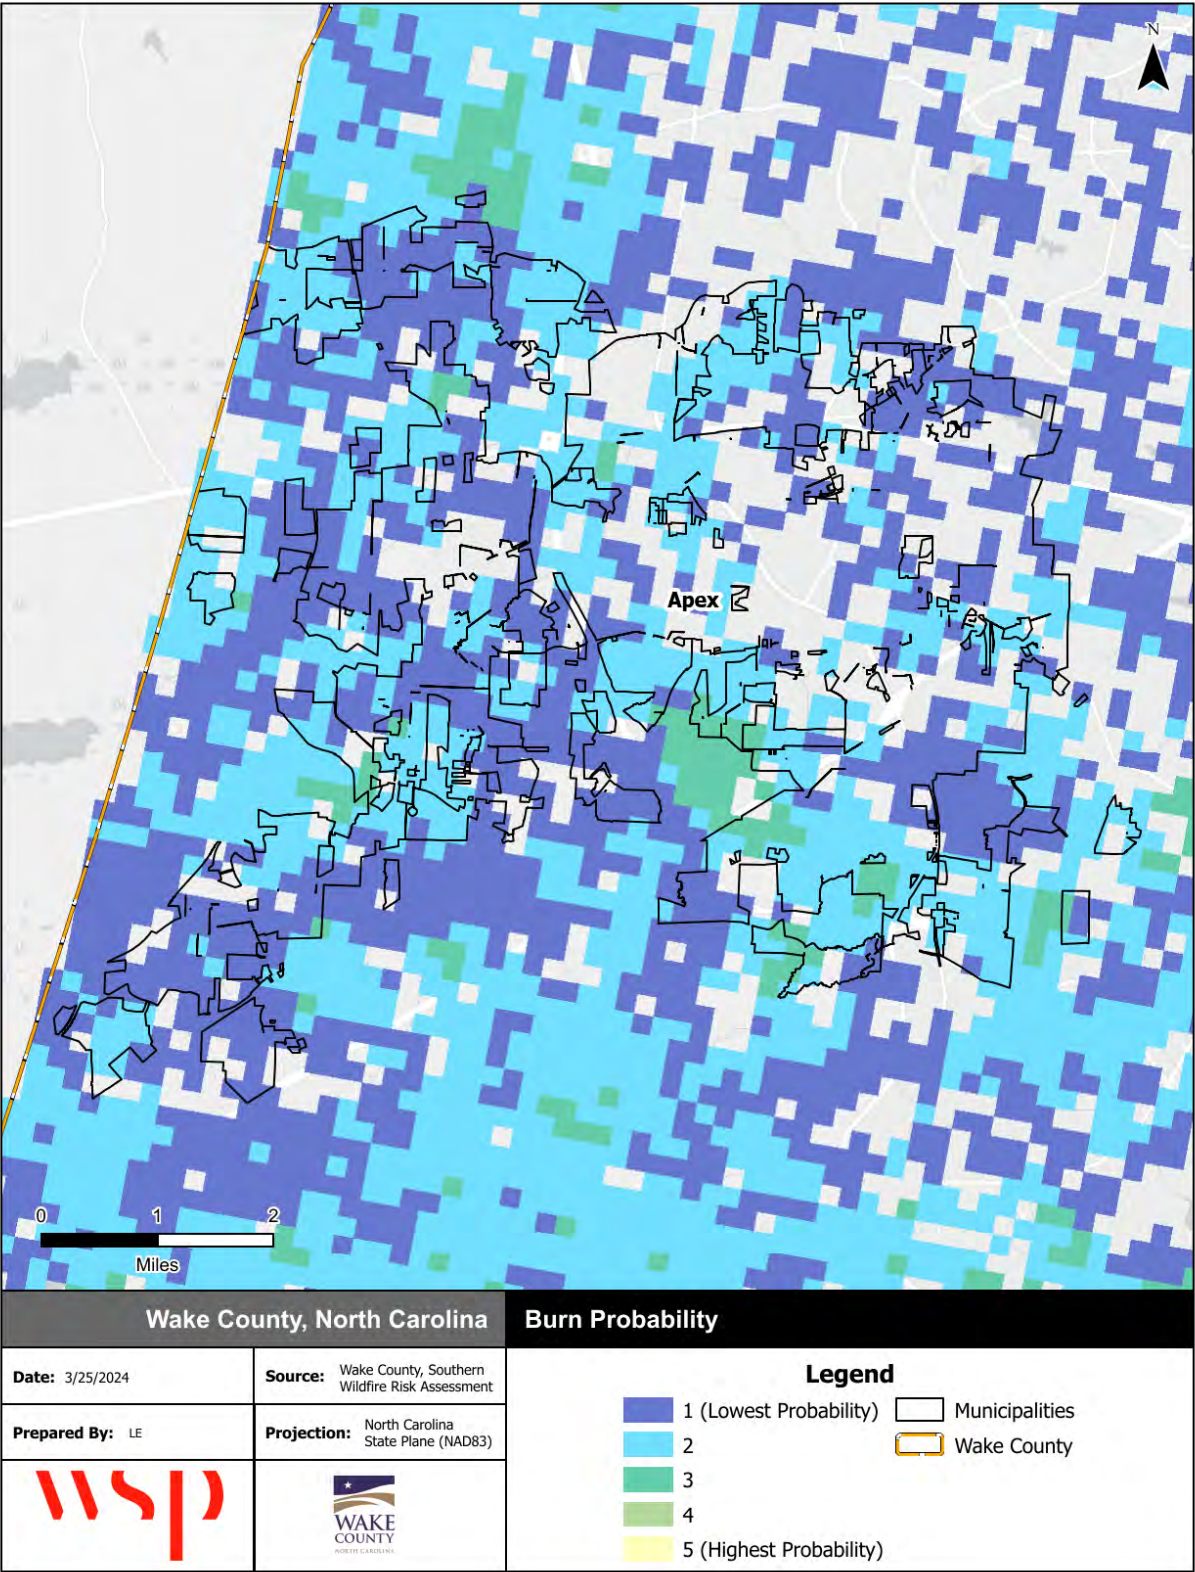 N
Apex
0 1 2
Miles
Wake County, North Carolina
Burn Probability
Date: 3/25/2024
Source: Wake County, Southern
Wildfire Risk Assessment
Prepared By: LE
Projection: North Carolina
State Plane (NAD83)
wsp
WAKE
COUNTY
NORTH CAROLINA
Legend
1 (Lowest Probability)
2
3
4
5 (Highest Probability)
Municipalities
Wake County